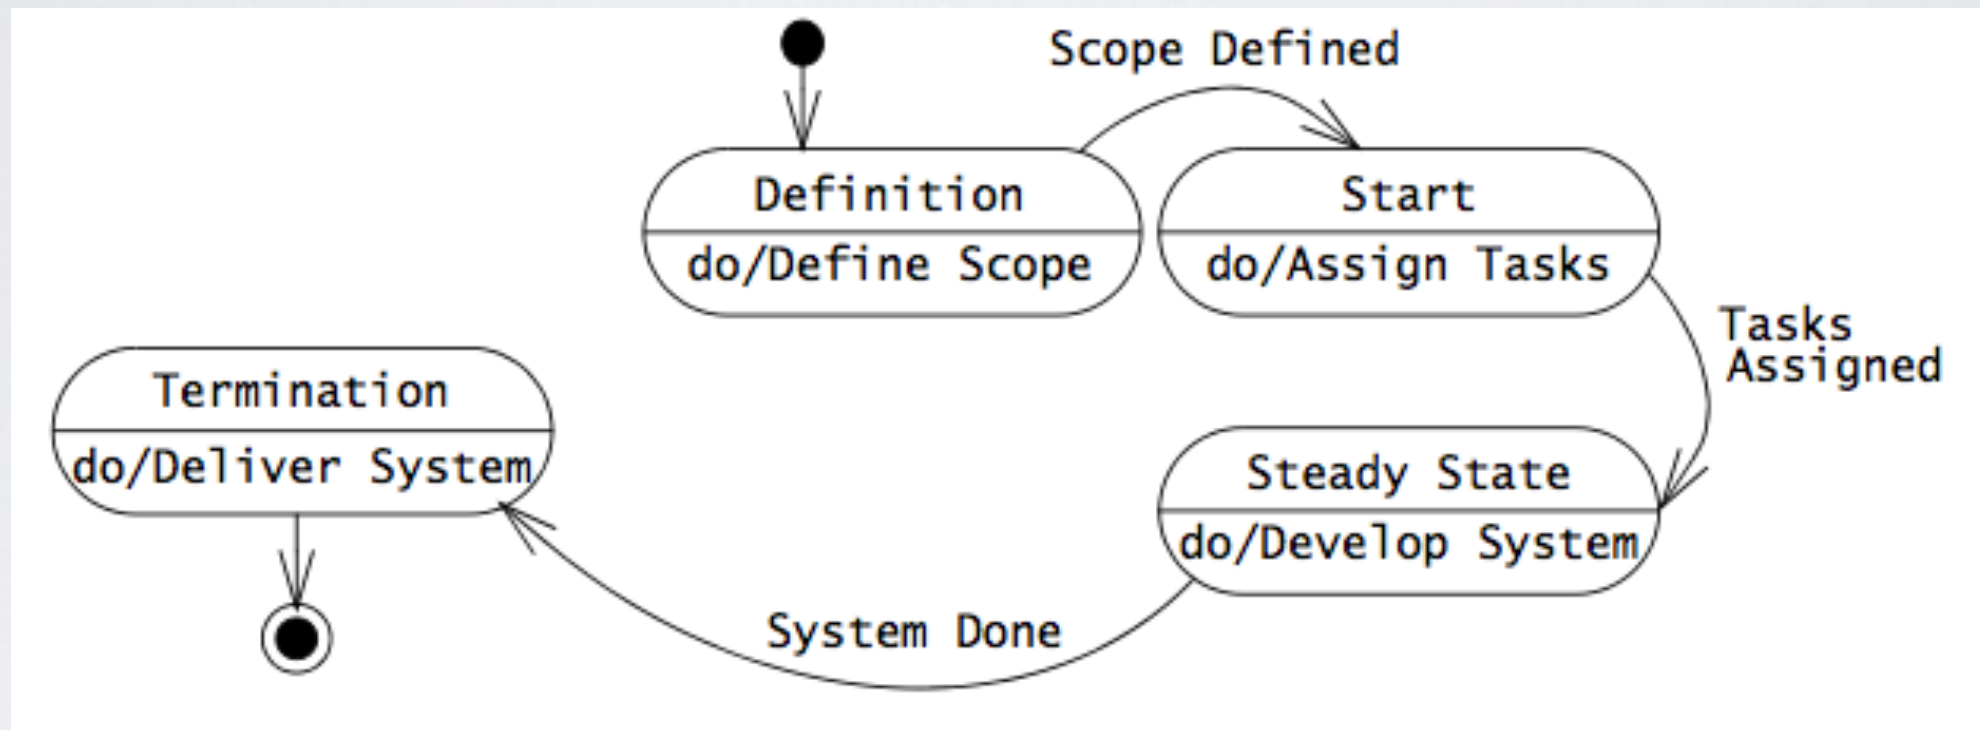 Scope Defined
Definition
do/Define Scope
Start
do/Assign Tasks
Tasks
Assigned
Termination
do/Deliver System
Steady State
do/Develop System
System Done